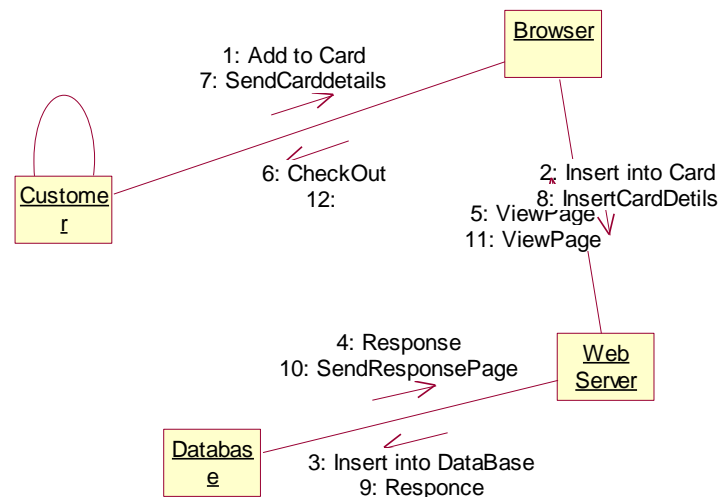 Browser
1: Add to Card
7: SendCarddetails
6: CheckOut
12:
Custome
r
2: Insert into Card
8: InsertCardDetils
5: ViewPage
11: ViewPage
4: Response
10: SendResponsePage
Web
Server
Databas
e
3: Insert into DataBase
9: Responce